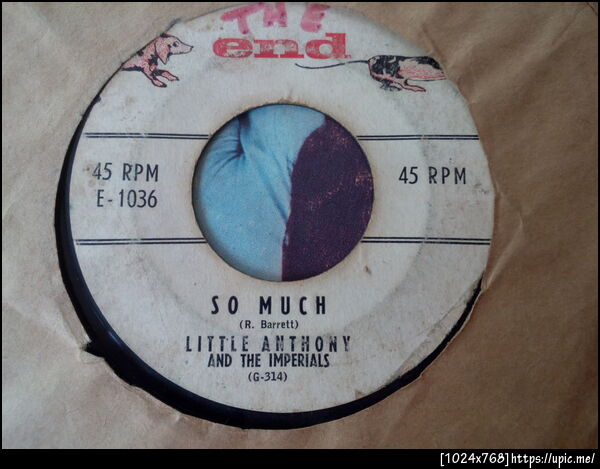 THE
end
45 RPM
E-1036
45 RPM
SO MUCH
(R. Barrett)
LITTLE ANTHONY
AND THE IMPERIALS
(G-314)
[1024x768]https://upic.me/